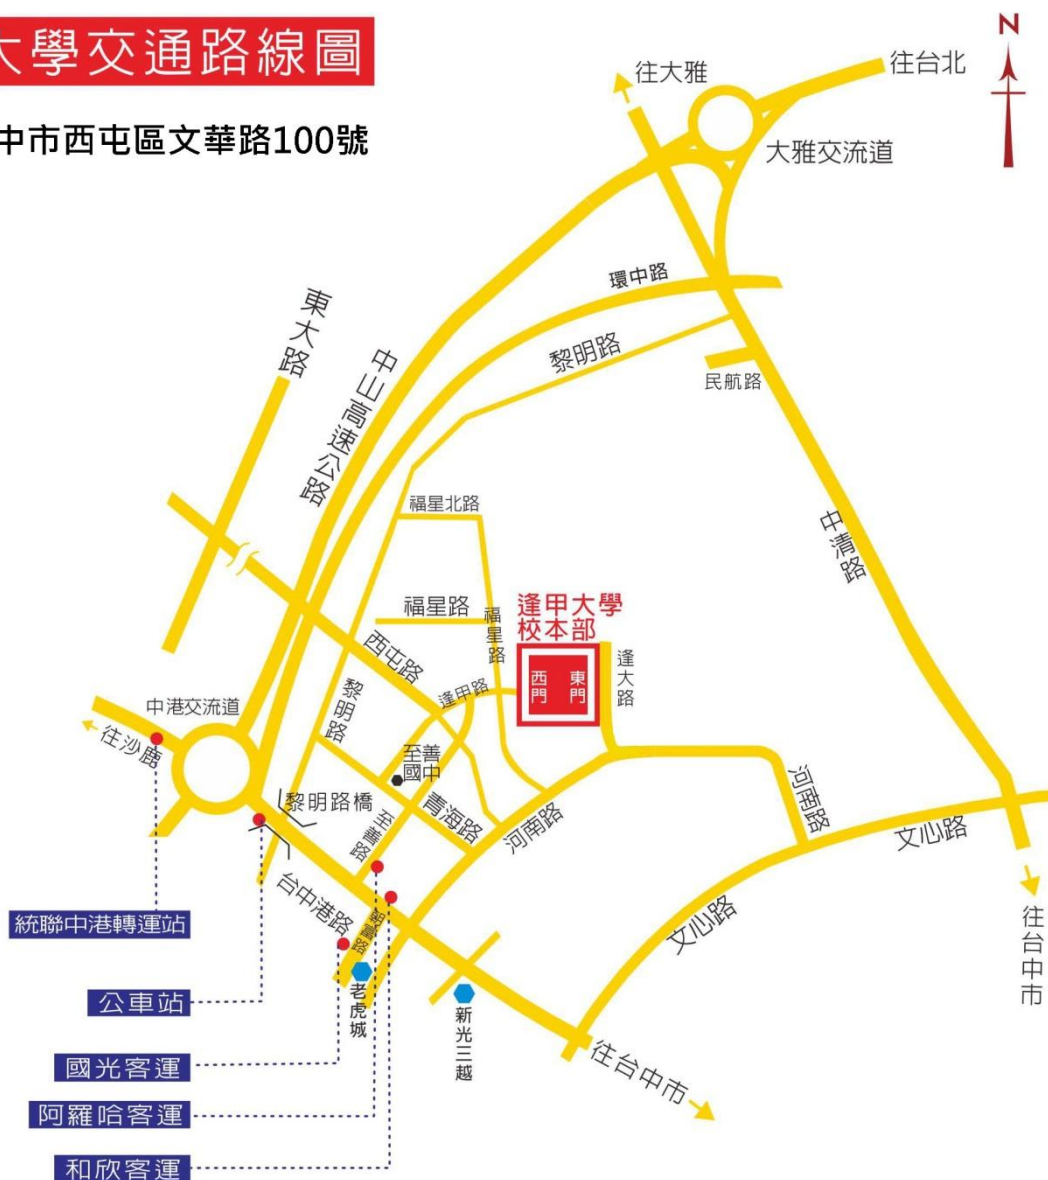 大學交通路線圖
中市西屯區文華路100號
N
往大雅
往台北
大雅交流道
環中路
東大路
黎明路
中山高速公路
民航路
福星北路
中清路
福星路
福星路
逢甲大學
校本部
西門
東門
逢大路
西屯路
逢甲路
黎明路
中港交流道
往沙鹿
至善
國中
黎明路橋
青海路
至善路
河南路
河南路
文心路
台中港路
朝富路
文心路
往台中市
統聯中港轉運站
公車站
老虎城
新光三越
國光客運
往台中市
阿羅哈客運
和欣客運